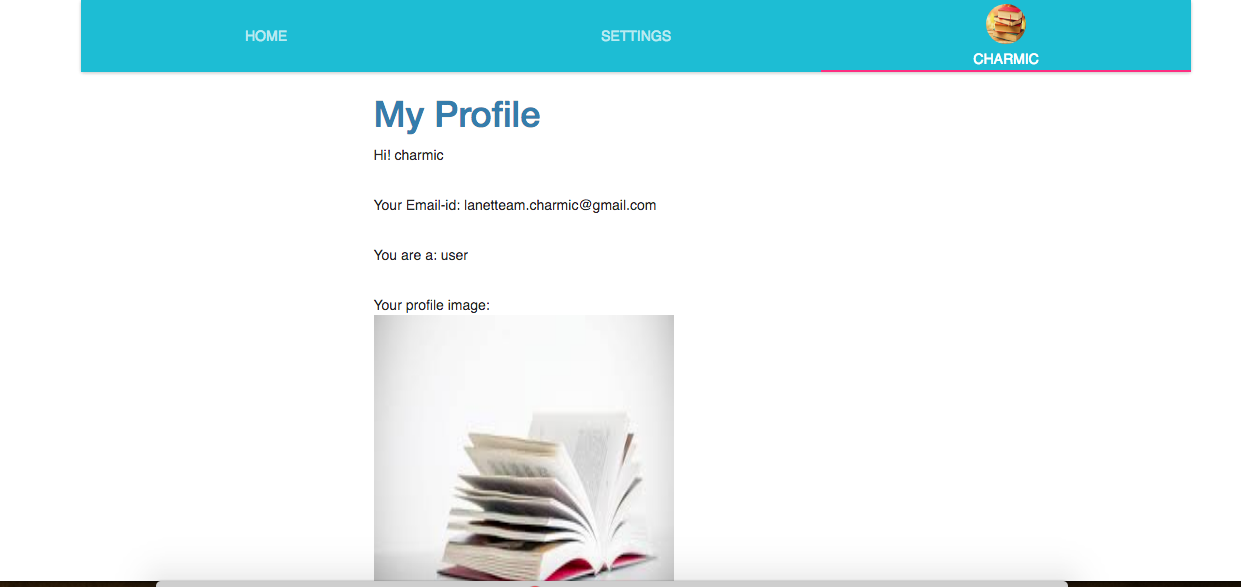 HOME
SETTINGS
CHARMIC
My Profile
Hi! charmic
Your Email-id: lanetteam.charmic@gmail.com
You are a: user
Your profile image: